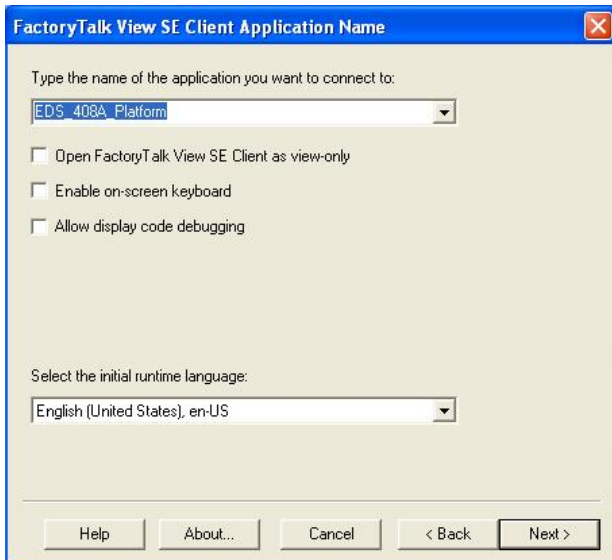 FactoryTalk View SE Client Application Name
Type the name of the application you want to connect to:
EDS_408A_Platform
Open FactoryTalk View SE Client as view-only
Enable on-screen keyboard
Allow display code debugging
Select the initial runtime language:
English (United States), en-US
Help About... Cancel < Back Next >